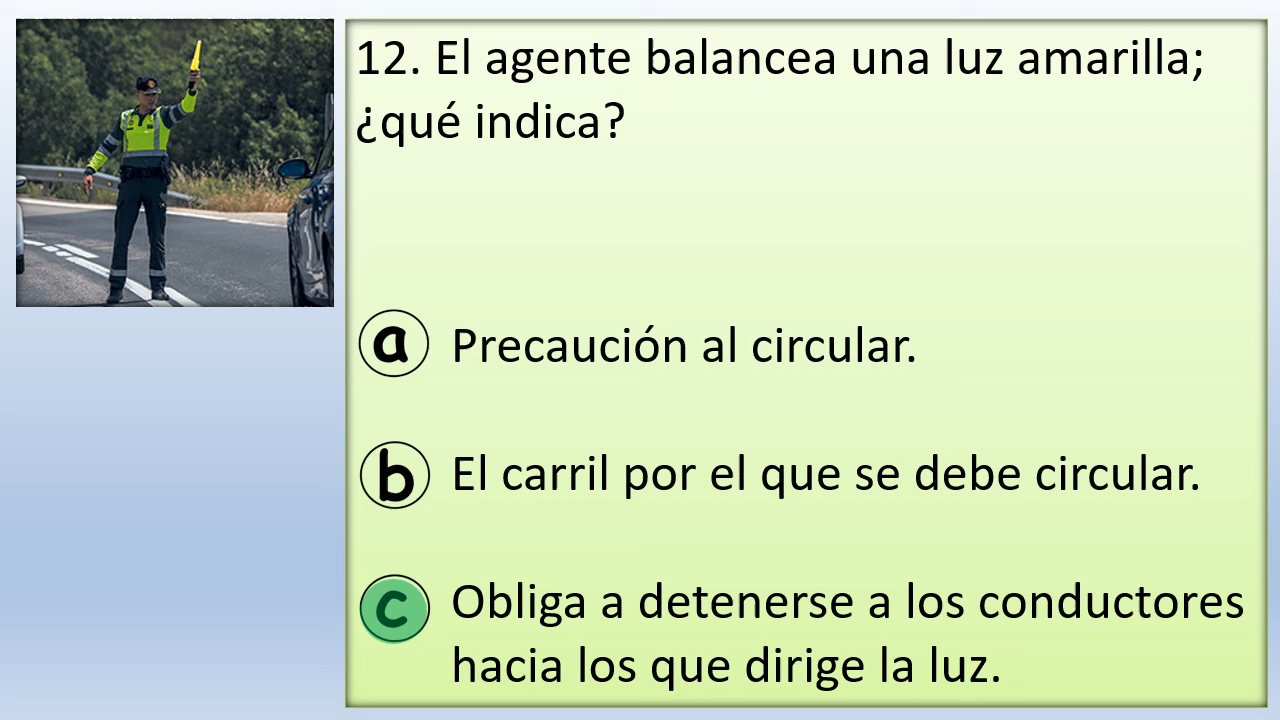 12. El agente balancea una luz amarilla;
¿qué indica?
a Precaución al circular.
b El carril por el que se debe circular.
c Obliga a detenerse a los conductores
hacia los que dirige la luz.